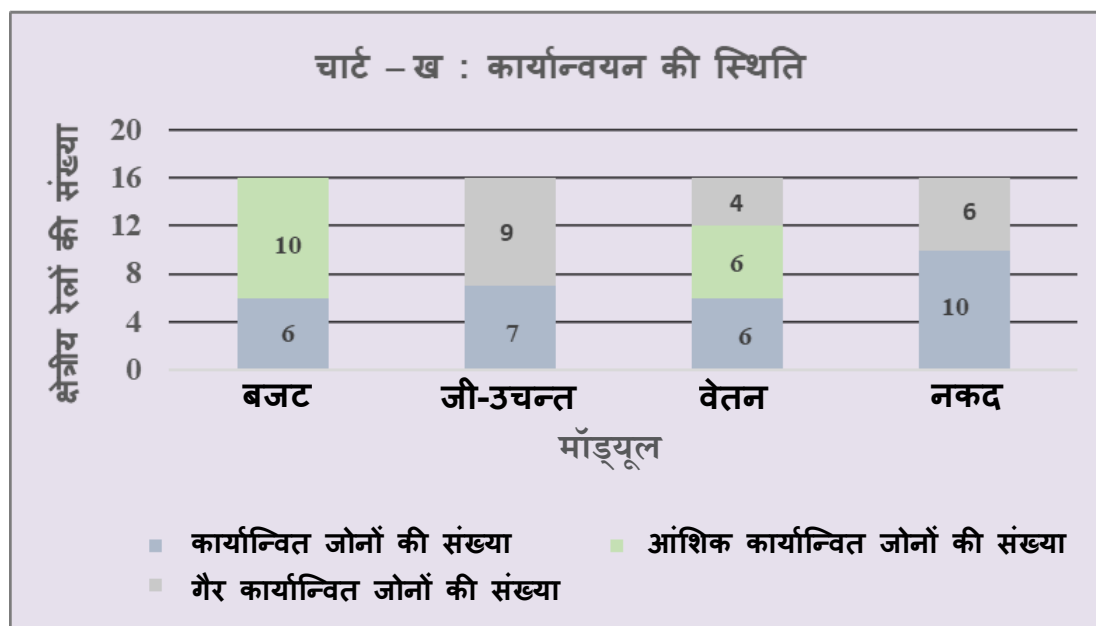 चार्ट – ख : कार्यान्वयन की स्थिति
क्षेत्रीय रेलों की संख्या
20
16
12
8
4
0
10
6
9
7
4
6
6
6
10
बजट
जी-उचन्त
वेतन
नकद
मॉड्यूल
कार्यान्वित जोनों की संख्या
आंशिक कार्यान्वित जोनों की संख्या
गैर कार्यान्वित जोनों की संख्या